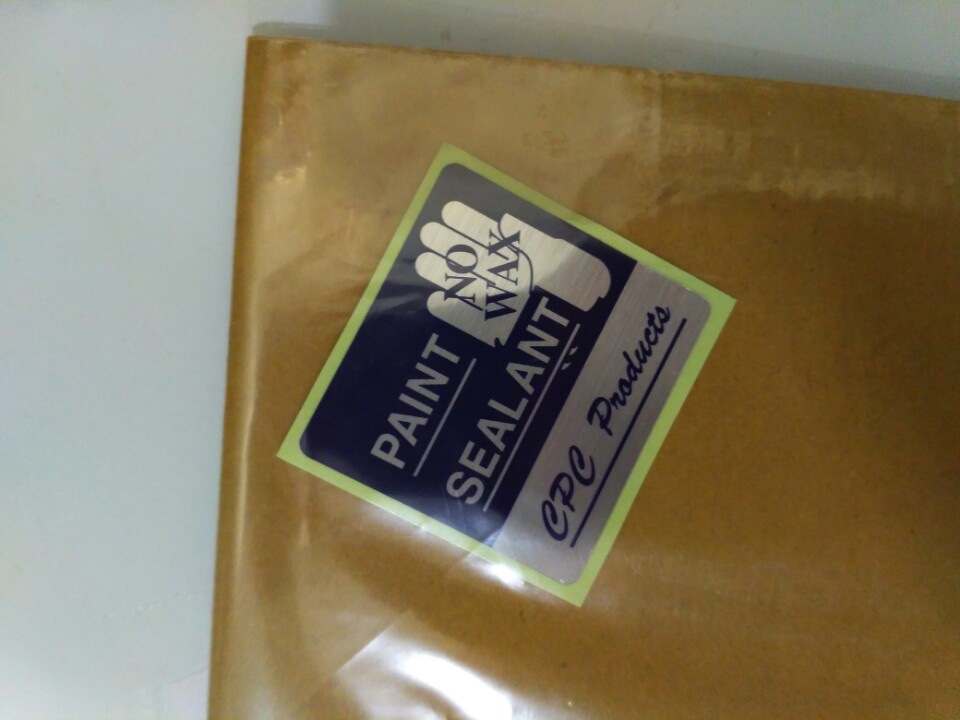 NO
WAX
PAINT
SEALANT
CPC Products